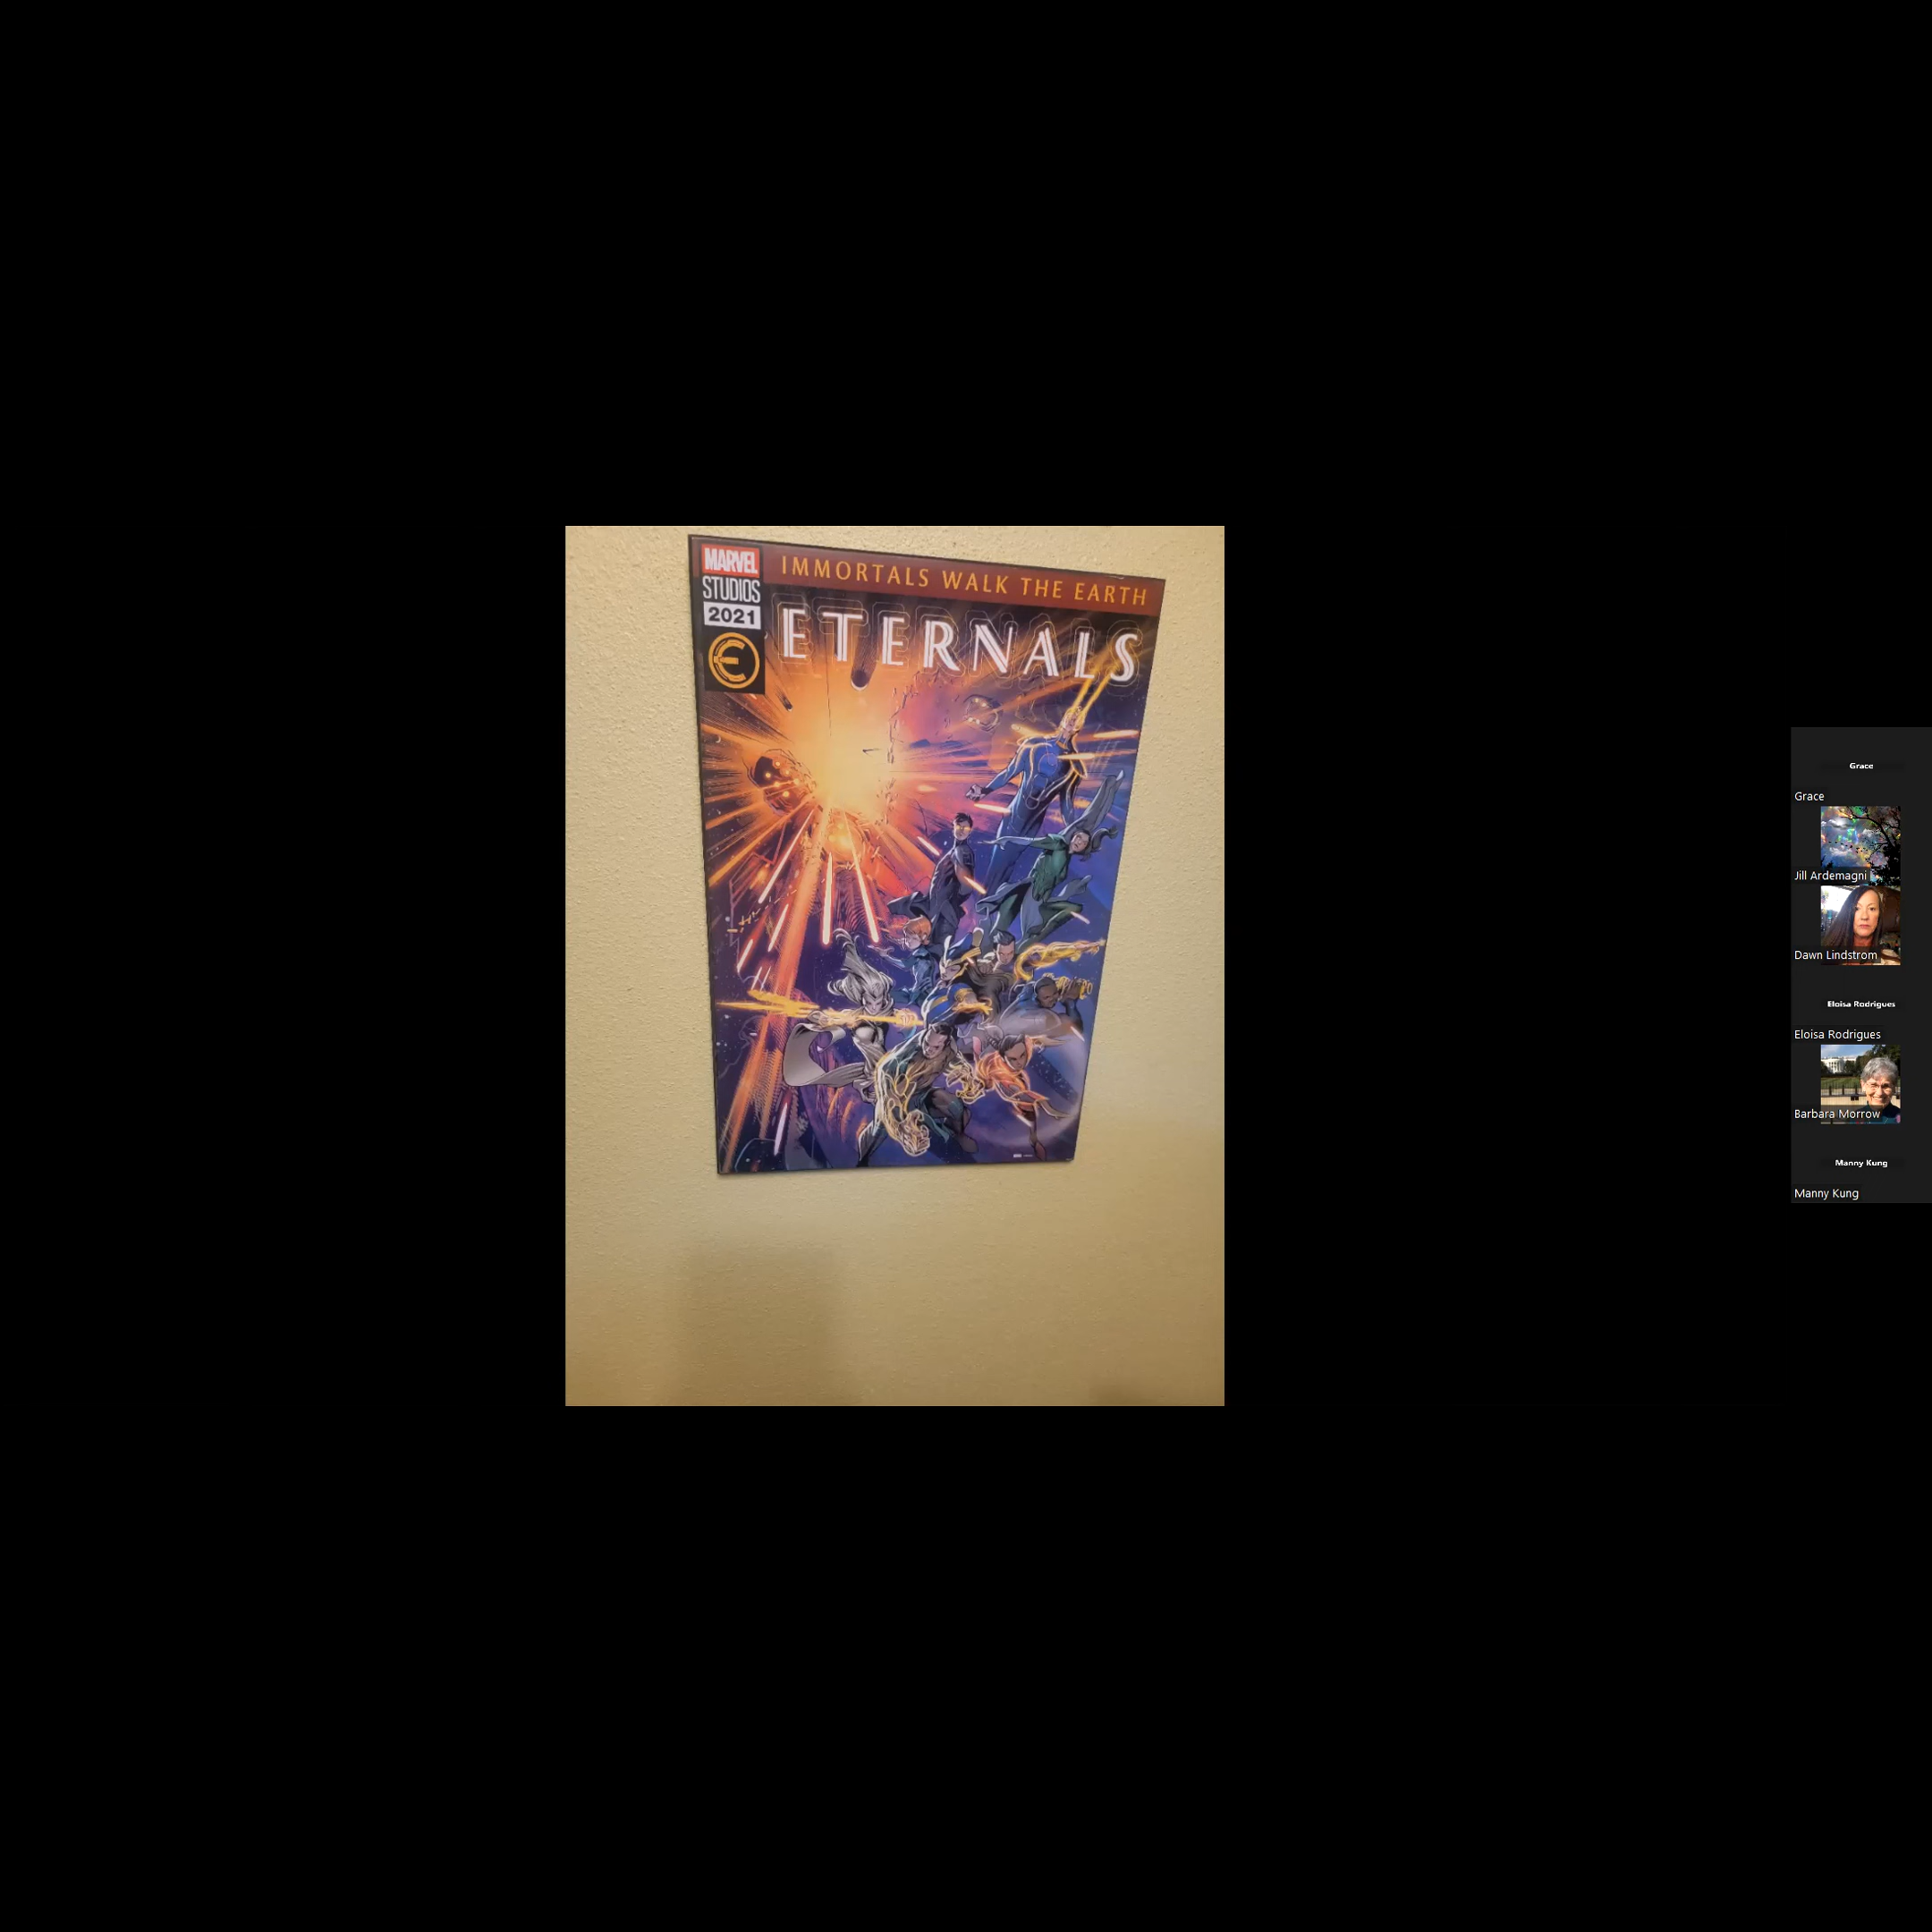 MARVEL
STUDIOS
2021
IMMORTALS WALK THE EARTH
ETERNALS
Grace
Grace
Jill Ardemagni
Dawn Lindstrom
Eloisa Rodrigues
Eloisa Rodrigues
Barbara Morrow
Manny Kung
Manny Kung